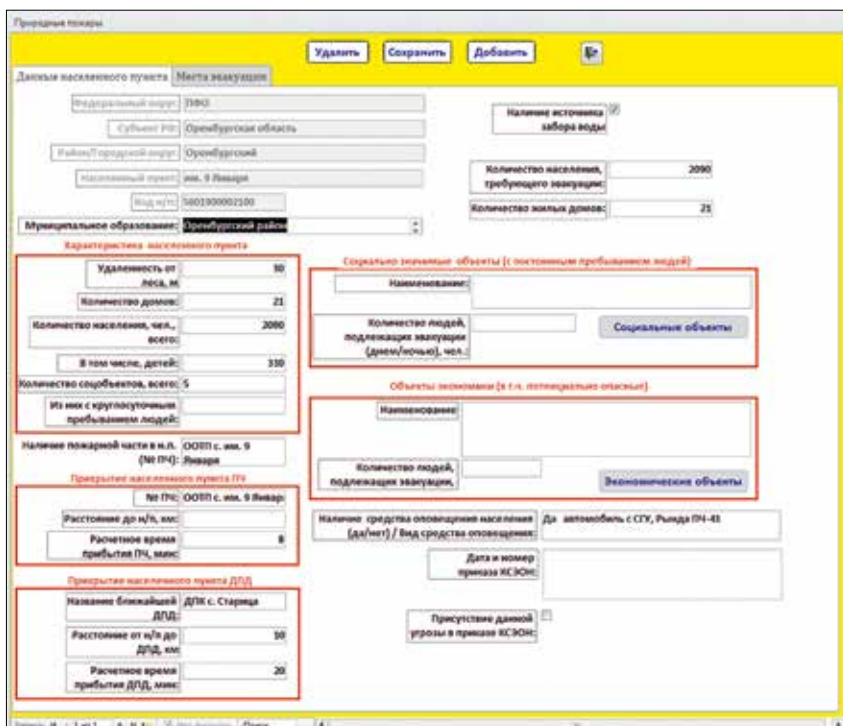 Природные пожары
Удалить Сохранить Добавить
Данные населенного пункта Места эвакуации
Федеральный округ: ПФО
Субъект РФ: Оренбургская область
Район/Городской округ: Оренбургский
Населенный пункт: им. 9 Января
Код н/п: 5601900002100
Муниципальное образование: Оренбургский район
Наличие источника
забора воды
Количество населения,
требующего эвакуации: 2090
Количество жилых домов: 21
Характеристика населенного пункта
Удаленность от
леса, м 30
Количество домов: 21
Количество населения, чел.,
всего: 2090
В том числе, детей: 330
Количество соцобъектов, всего: 5
Из них с круглосуточным
пребыванием людей:
Наличие пожарной части в н.п.
(№ ПЧ): ООТП с. им. 9
Января
Прикрытие населенного пункта ПЧ
№ ПЧ: ООТП с. им. 9 Январ
Расстояние до н/п, км:
Расчетное время
прибытия ПЧ, мин: 8
Прикрытие населенного пункта ДПД
Название ближайшей
ДПД: ДПК с. Старица
Расстояние от н/п до
ДПД, км 10
Расчетное время
прибытия ДПД, мин: 20
Социально значимые объекты (с постоянным пребыванием людей)
Наименование:
Количество людей,
подлежащих эвакуации
(днем/ночью), чел.:
Социальные объекты
Объекты экономики (в т.ч. потенциально опасные)
Наименование
Количество людей,
подлежащих эвакуации,
Экономические объекты
Наличие средства оповещения населения
(да/нет) / Вид средства оповещения: Да автомобиль с СГУ, Рында ПЧ-41
Дата и номер
приказа КСЭОН:
Присутствие данной
угрозы в приказе КСЭОН: